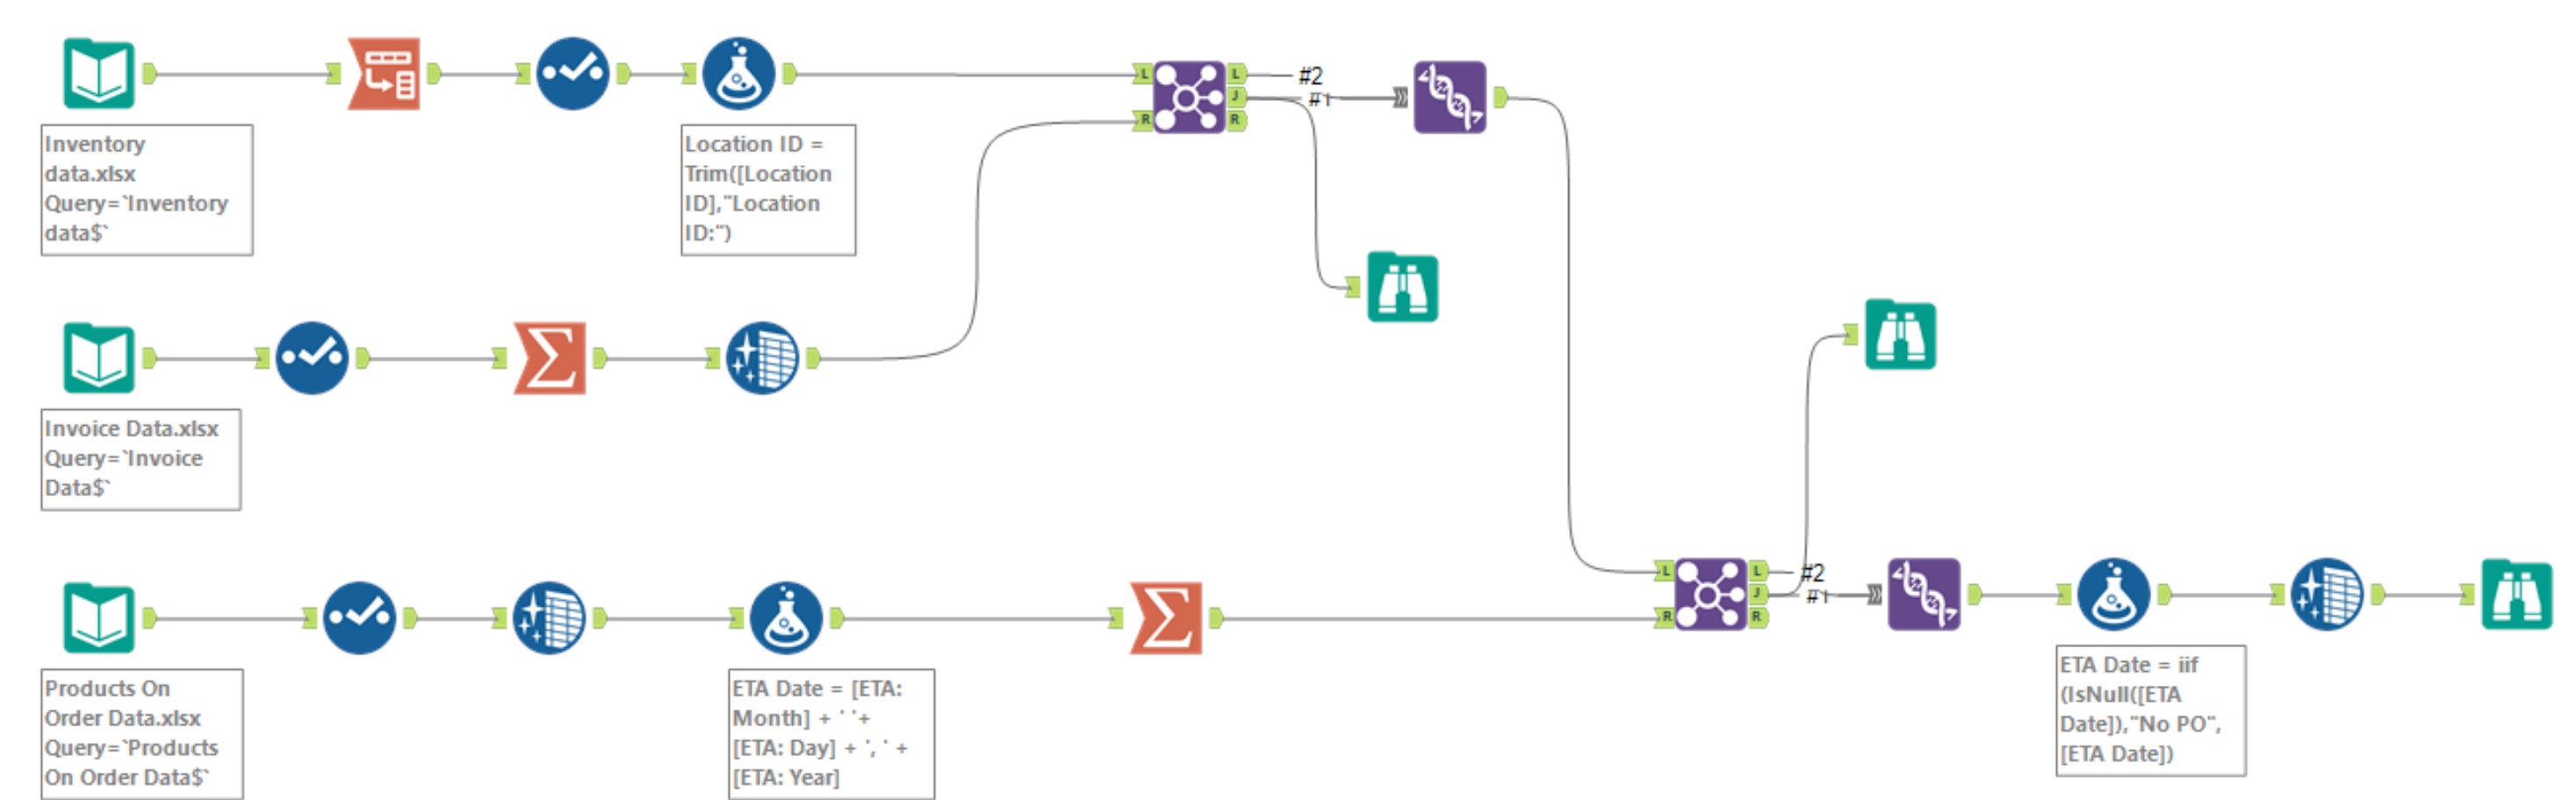 Inventory
data.xlsx
Query=`Inventory
data$`
Location ID =
Trim([Location
ID],"Location
ID:")
L
R
L
J
R
#2
#1
Invoice Data.xlsx
Query=`Invoice
Data$`
Products On
Order Data.xlsx
Query=`Products
On Order Data$`
ETA Date = [ETA:
Month] + ' '+
[ETA: Day] + ', ' +
[ETA: Year]
L
R
L
J
R
#2
#1
ETA Date = iif
(IsNull([ETA
Date]),"No PO",
[ETA Date])